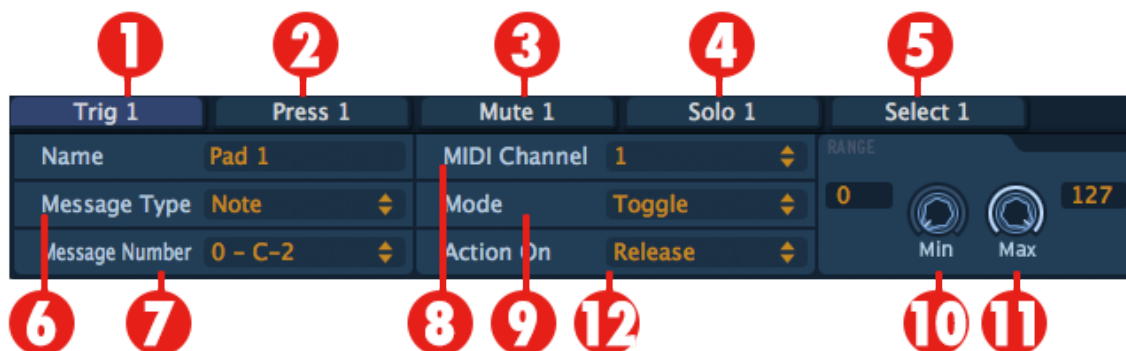 1 2 3 4 5
Trig 1 Press 1 Mute 1 Solo 1 Select 1
Name Pad 1 MIDI Channel 1 RANGE
Message Type Note Mode Toggle 0 127
Message Number 0 – C–2 Action On Release Min Max
6 7 8 9 12 10 11